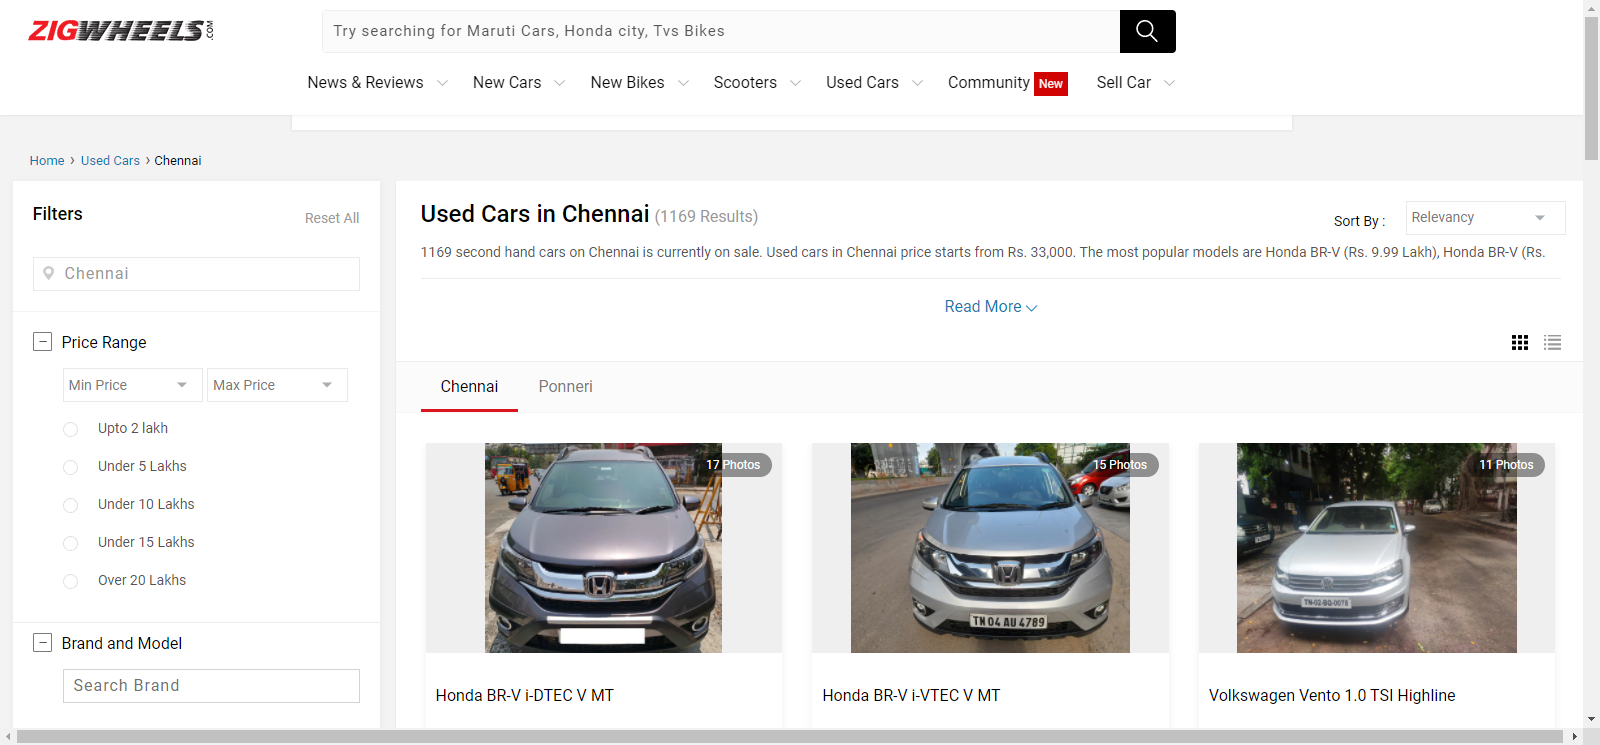 ZIGWHEELS.COM
Try searching for Maruti Cars, Honda city, Tvs Bikes
News & Reviews New Cars New Bikes Scooters Used Cars Community New Sell Car
Home › Used Cars › Chennai
Filters
Reset All
Chennai
Price Range
Min Price Max Price
Upto 2 lakh
Under 5 Lakhs
Under 10 Lakhs
Under 15 Lakhs
Over 20 Lakhs
Brand and Model
Search Brand
Used Cars in Chennai (1169 Results)
Sort By : Relevancy
1169 second hand cars on Chennai is currently on sale. Used cars in Chennai price starts from Rs. 33,000. The most popular models are Honda BR-V (Rs. 9.99 Lakh), Honda BR-V (Rs.
Read More
Chennai Ponneri
17 Photos
Honda BR-V i-DTEC V MT
15 Photos
TN 04 AU 4789
Honda BR-V i-VTEC V MT
11 Photos
TN-02-BQ-0078
Volkswagen Vento 1.0 TSI Highline